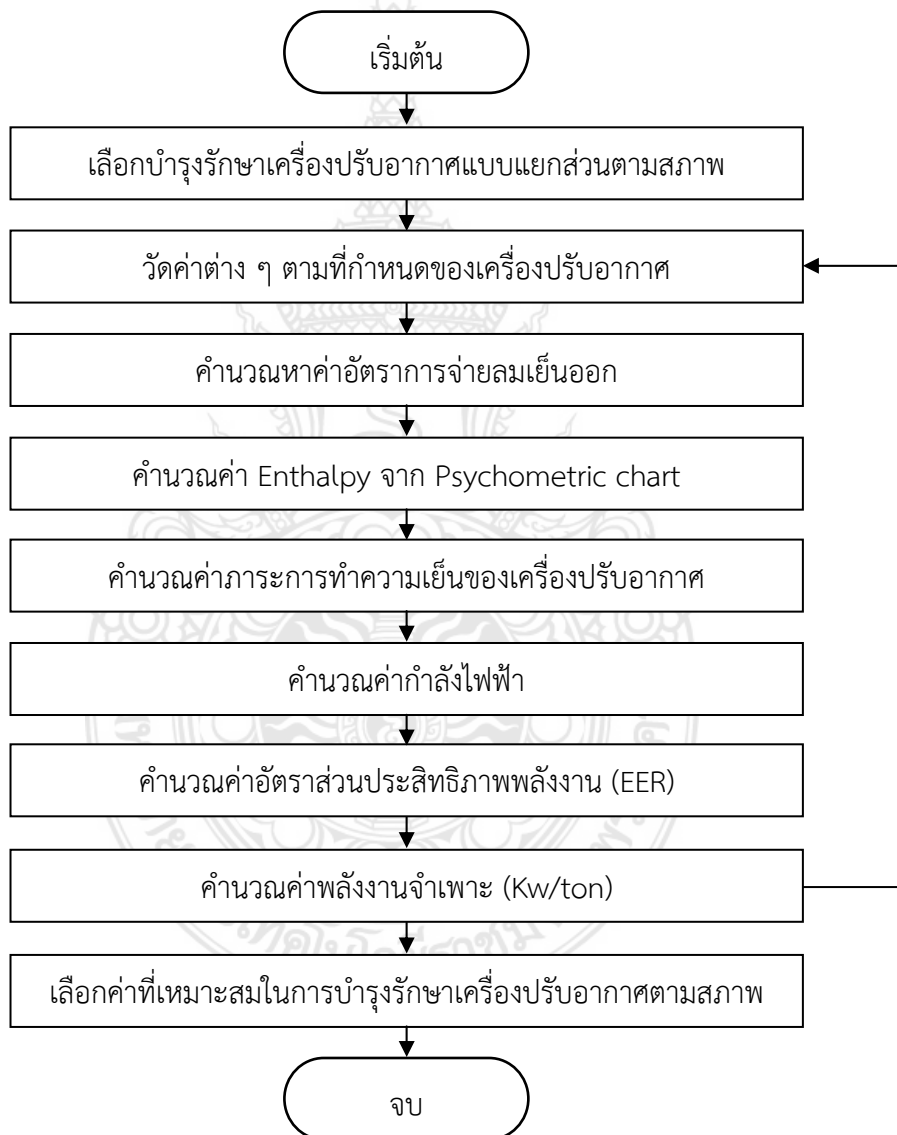 เริ่มต้น
เลือกบำรุงรักษาเครื่องปรับอากาศแบบแยกส่วนตามสภาพ
วัดค่าต่าง ๆ ตามที่กำหนดของเครื่องปรับอากาศ
คำนวณหาค่าอัตราการจ่ายลมเย็นออก
คำนวณค่า Enthalpy จาก Psychometric chart
คำนวณค่าภาระการทำความเย็นของเครื่องปรับอากาศ
คำนวณค่ากำลังไฟฟ้า
คำนวณค่าอัตราส่วนประสิทธิภาพพลังงาน (EER)
คำนวณค่าพลังงานจำเพาะ (Kw/ton)
เลือกค่าที่เหมาะสมในการบำรุงรักษาเครื่องปรับอากาศตามสภาพ
จบ